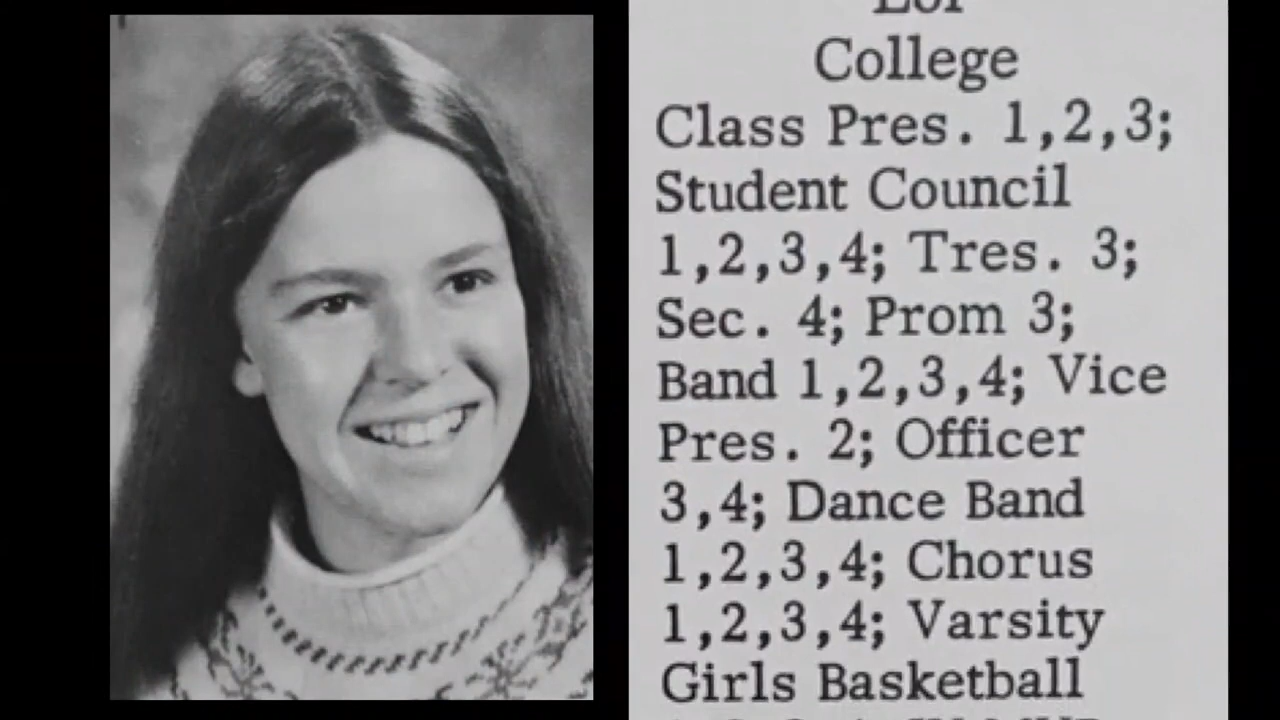 College
Class Pres. 1,2,3;
Student Council
1,2,3,4; Tres. 3;
Sec. 4; Prom 3;
Band 1,2,3,4; Vice
Pres. 2; Officer
3,4; Dance Band
1,2,3,4; Chorus
1,2,3,4; Varsity
Girls Basketball